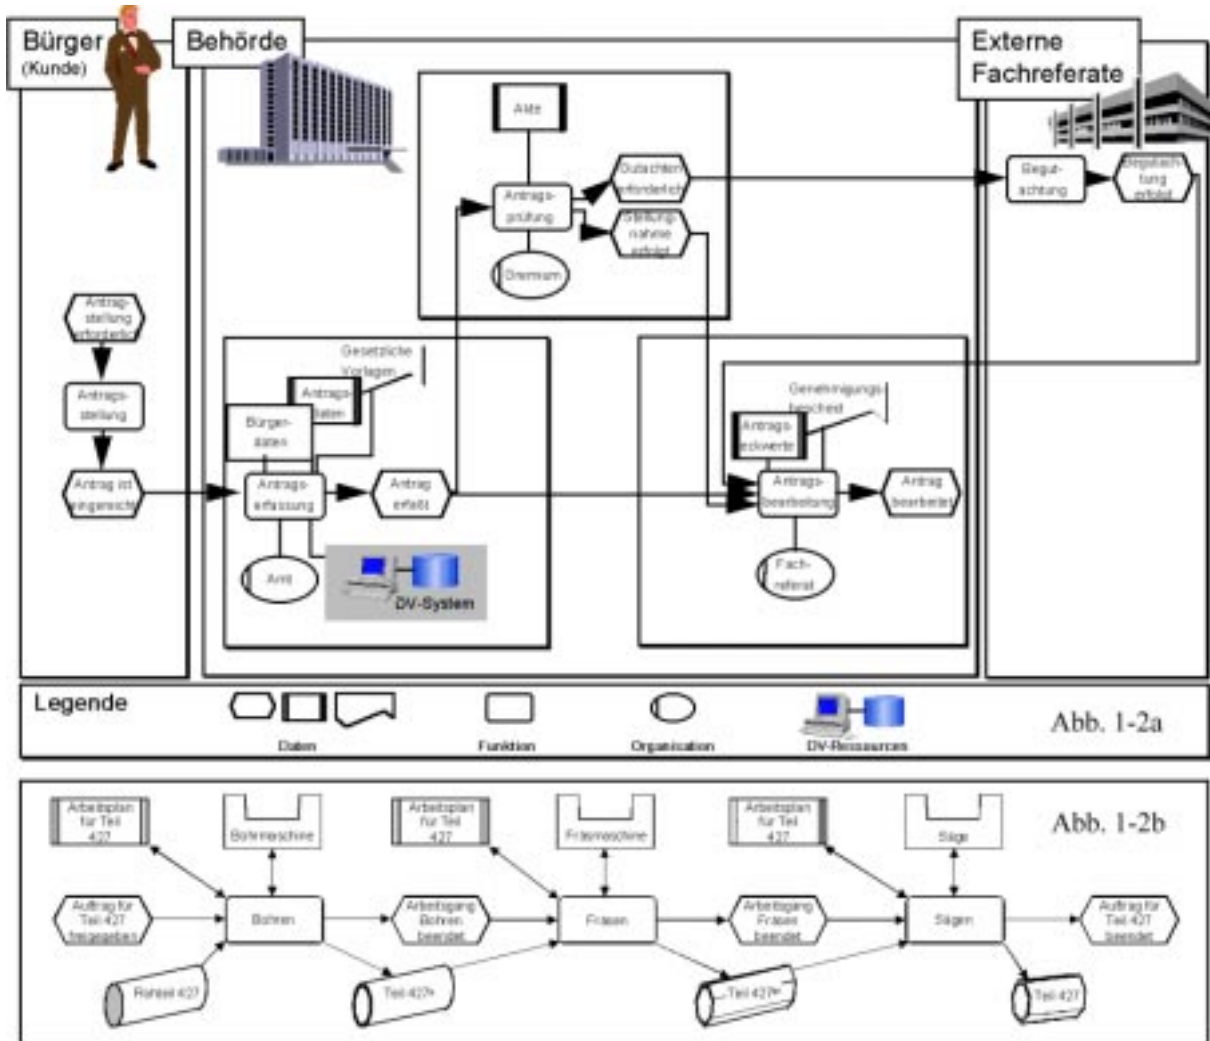 Bürger
(Kunde)
Behörde
Externe
Fachreferate
Akte
Antrags-
prüfung
Gutachten
erforderlich
Stellung-
nahme
erfolgt
Gremium
Begut-
achtung
Begutach-
tung
erfolgt
Antrag-
stellung
erforderlich
Antrags-
stellung
Antrag ist
eingereicht
Gesetzliche
Vorlagen
Antrags-
daten
Bürger-
daten
Antrags-
erfassung
Antrag
erfaßt
Amt
DV-System
Genehmigungs-
bescheid
Antrags-
eckwerte
Antrags-
bearbeitung
Antrag
bearbeitet
Fach-
referat
Legende
Daten
Funktion
Organisation
DV-Ressourcen
Abb. 1-2a
Abb. 1-2b
Arbeitsplan
für Teil
427
Bohrmaschine
Arbeitsplan
für Teil
427
Fräsmaschine
Arbeitsplan
für Teil
427
Säge
Auftrag für
Teil 427
freigegeben
Bohren
Arbeitsgang
Bohren
beendet
Fräsen
Arbeitsgang
Fräsen
beendet
Sägen
Auftrag für
Teil 427
beendet
Rohteil 427
Teil 427
Teil 427
Teil 427